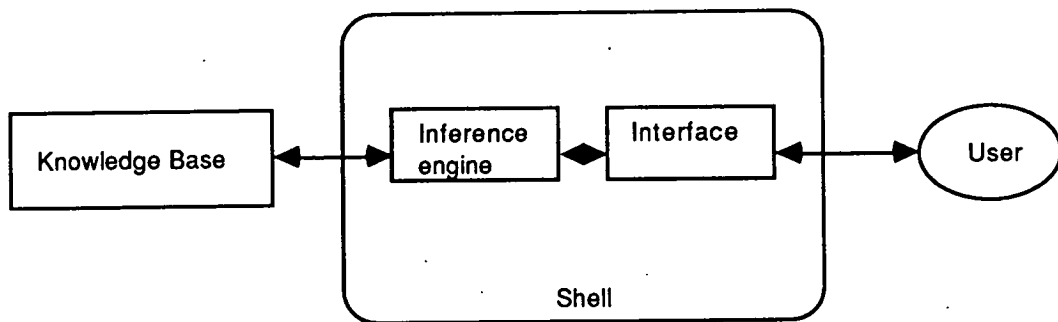 Knowledge Base
Inference
engine
Interface
User
Shell